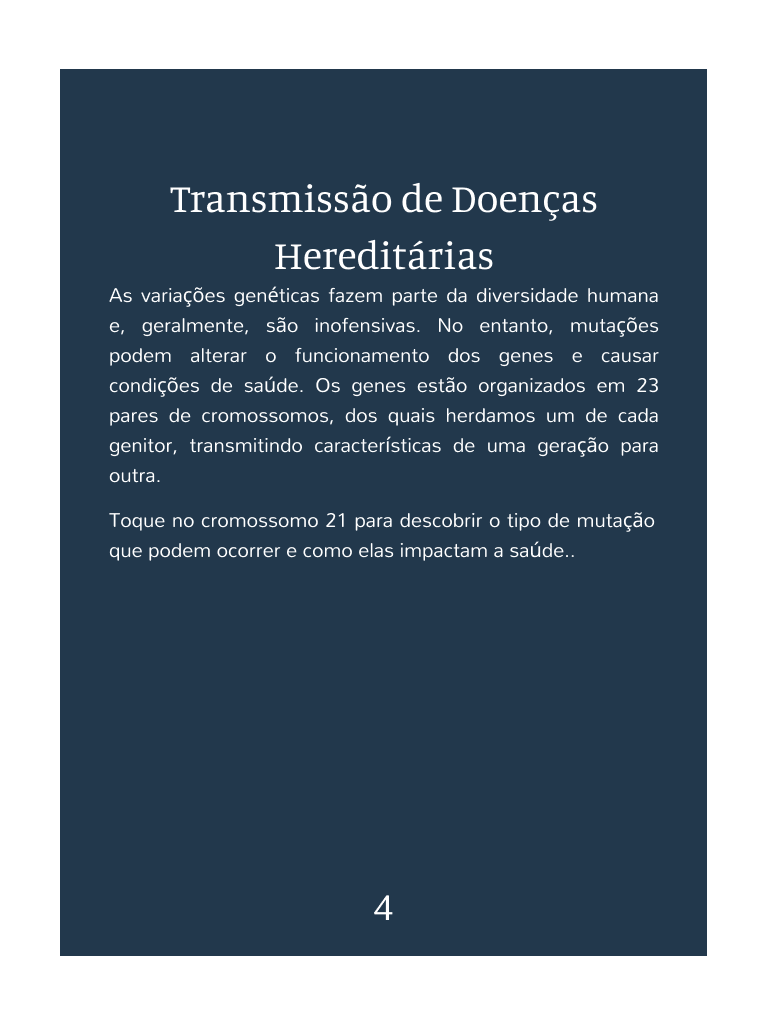 Transmissão de Doenças
Hereditárias
As variações genéticas fazem parte da diversidade humana
e, geralmente, são inofensivas. No entanto, mutações
podem alterar o funcionamento dos genes e causar
condições de saúde. Os genes estão organizados em 23
pares de cromossomos, dos quais herdamos um de cada
genitor, transmitindo características de uma geração para
outra.
Toque no cromossomo 21 para descobrir o tipo de mutação
que podem ocorrer e como elas impactam a saúde..
4